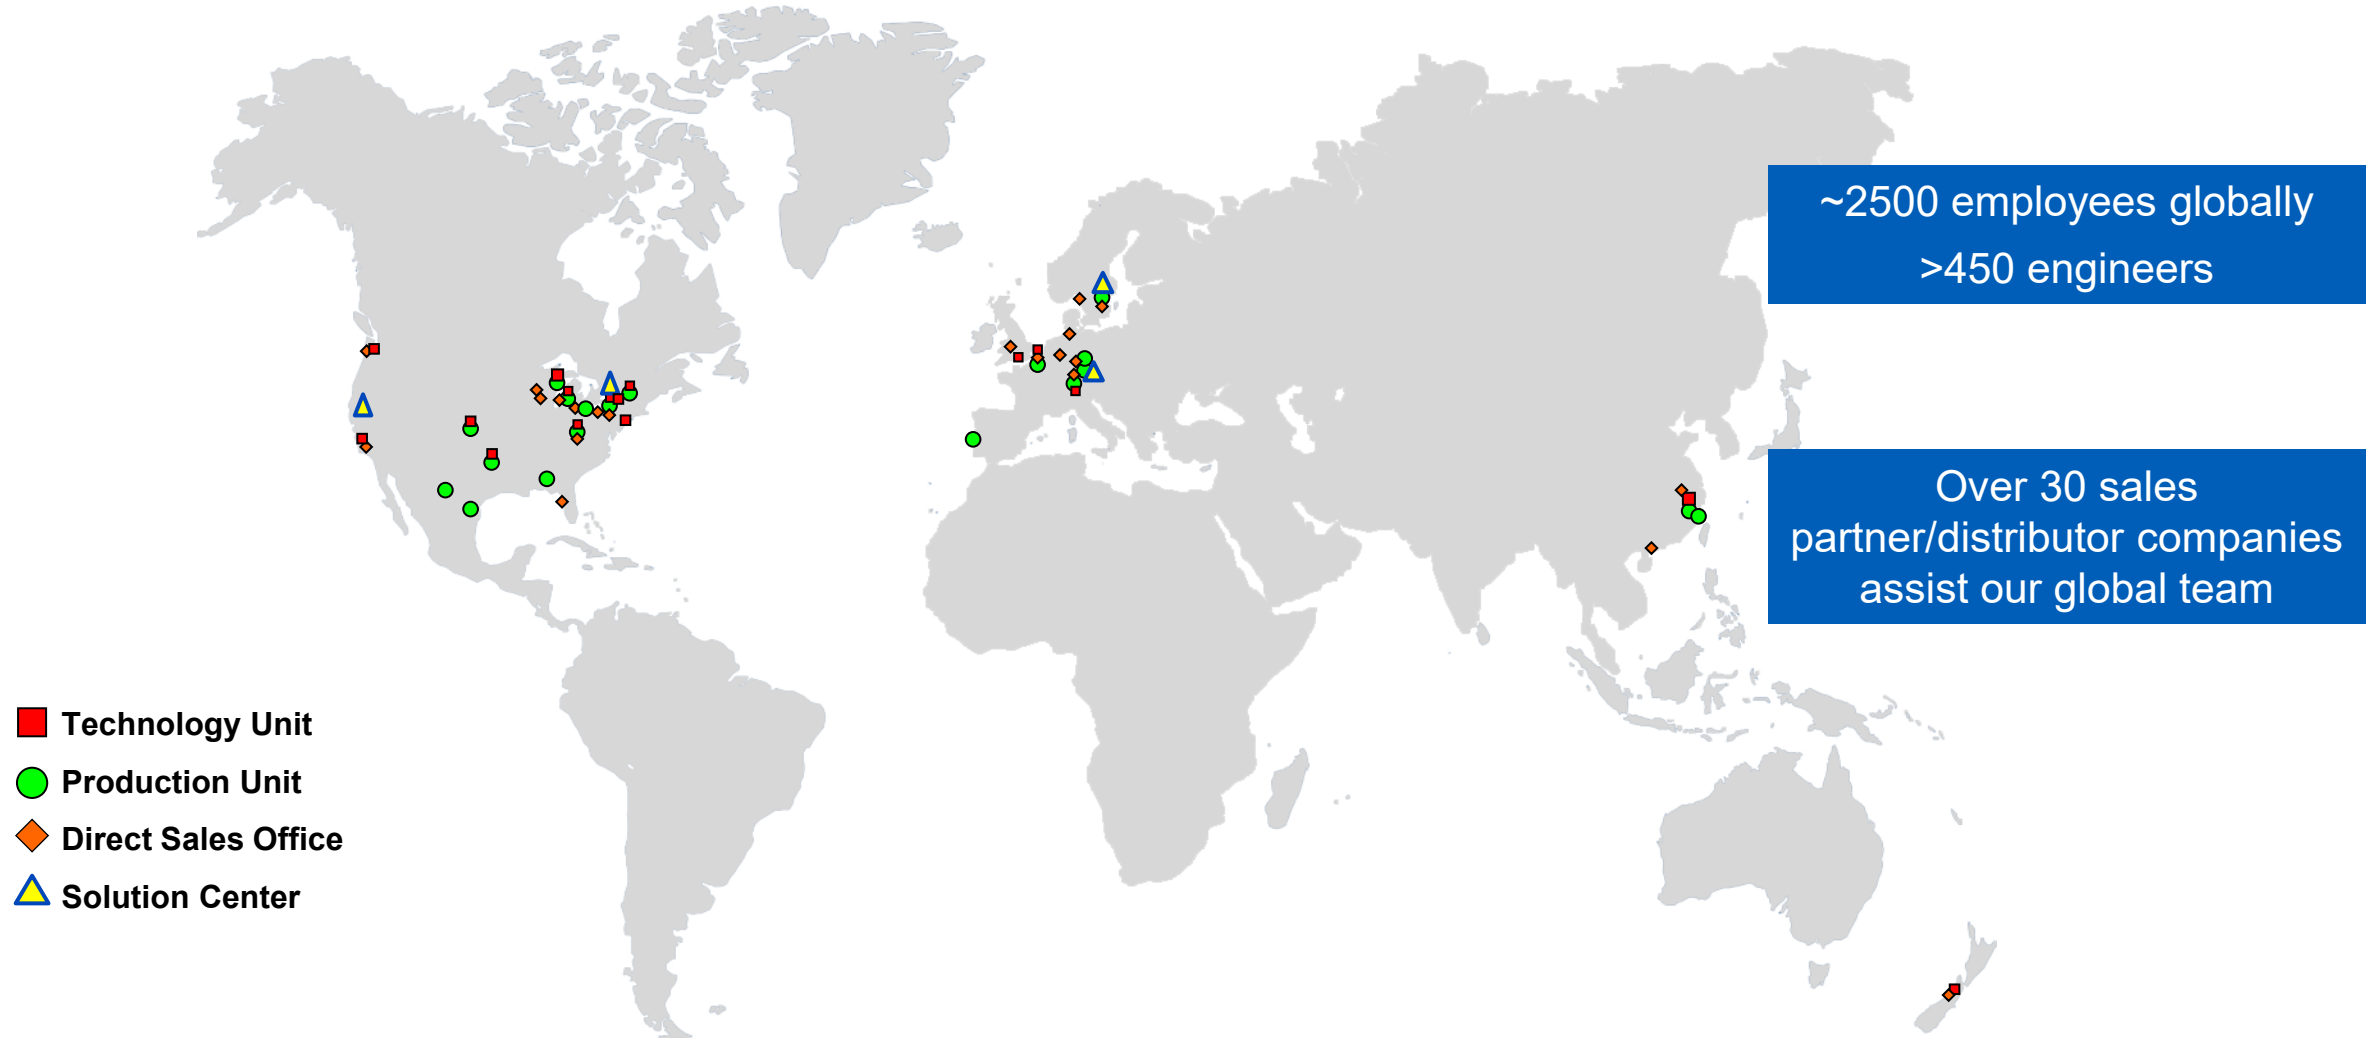 ~2500 employees globally
>450 engineers
Over 30 sales
partner/distributor companies
assist our global team
Technology Unit
Production Unit
Direct Sales Office
Solution Center